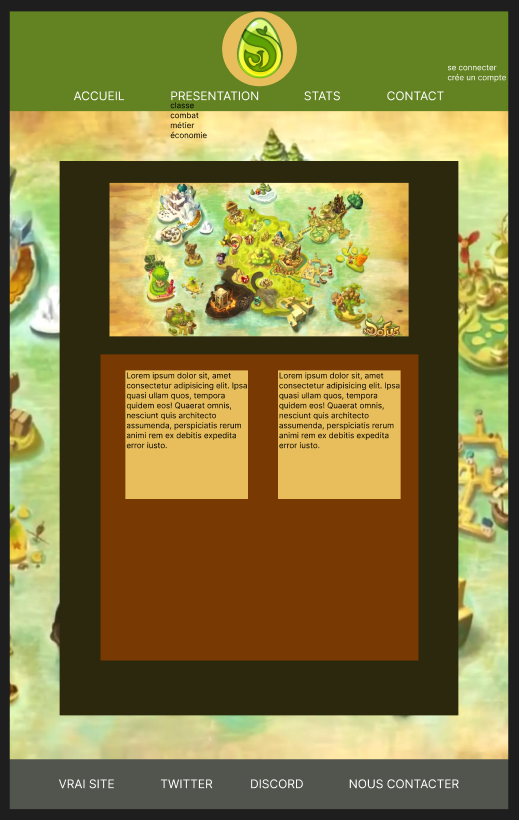 se connecter
crée un compte
ACCUEIL
PRESENTATION
STATS
CONTACT
classe
combat
métier
économie
DOFUS
Lorem ipsum dolor sit, amet
consectetur adipisicing elit. Ipsa
quasi ullam quos, tempora
quidem eos! Quaerat omnis,
nesciunt quis architecto
assumenda, perspiciatis rerum
animi rem ex debitis expedita
error iusto.
Lorem ipsum dolor sit, amet
consectetur adipisicing elit. Ipsa
quasi ullam quos, tempora
quidem eos! Quaerat omnis,
nesciunt quis architecto
assumenda, perspiciatis rerum
animi rem ex debitis expedita
error iusto.
VRAI SITE
TWITTER
DISCORD
NOUS CONTACTER